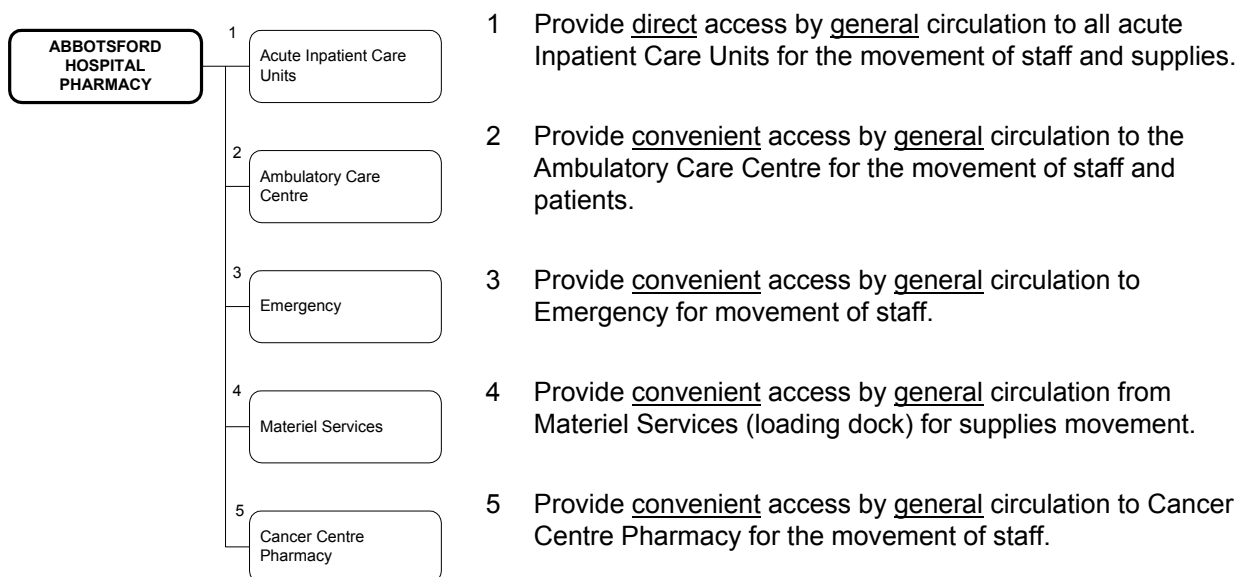 ABBOTSFORD
HOSPITAL
PHARMACY
1
Acute Inpatient Care
Units
2
Ambulatory Care
Centre
3
Emergency
4
Materiel Services
5
Cancer Centre
Pharmacy
1 Provide direct access by general circulation to all acute
Inpatient Care Units for the movement of staff and supplies.
2 Provide convenient access by general circulation to the
Ambulatory Care Centre for the movement of staff and
patients.
3 Provide convenient access by general circulation to
Emergency for movement of staff.
4 Provide convenient access by general circulation from
Materiel Services (loading dock) for supplies movement.
5 Provide convenient access by general circulation to Cancer
Centre Pharmacy for the movement of staff.